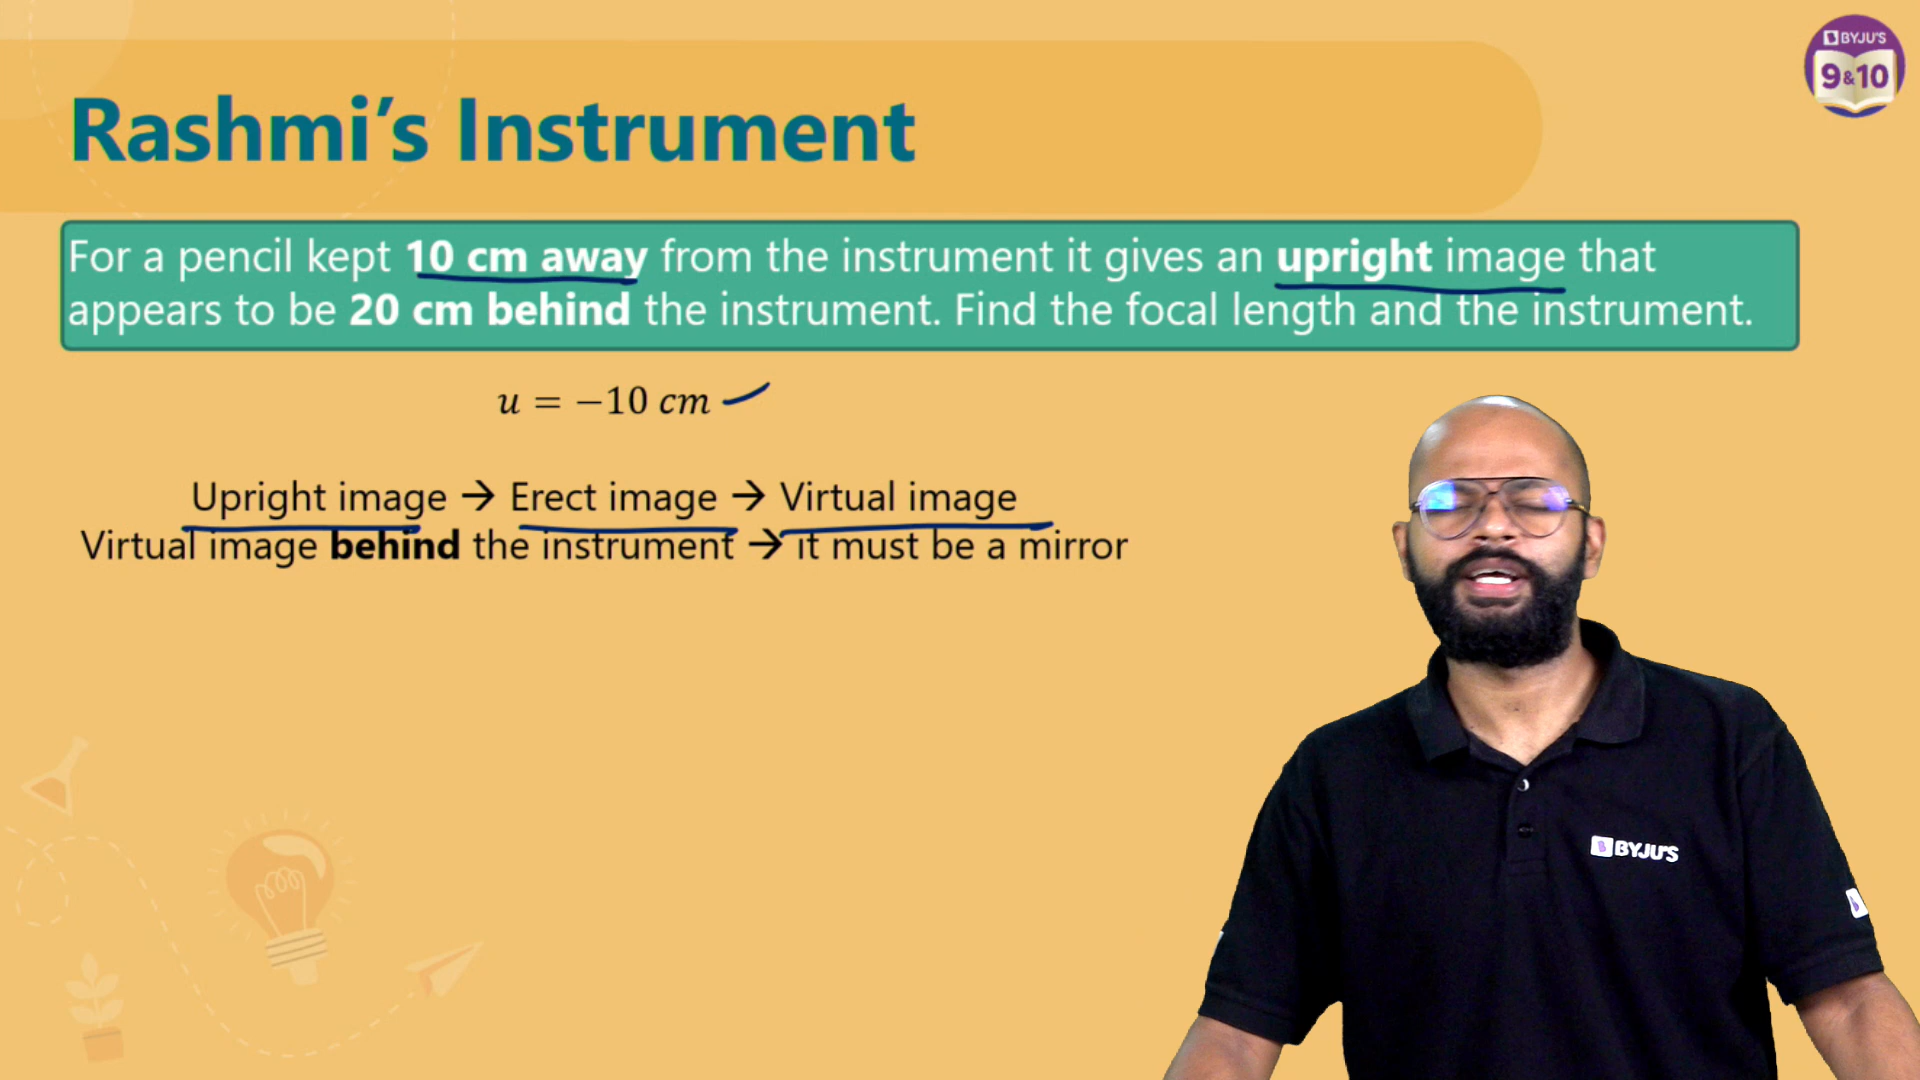 BYJU'S
9&10
Rashmi’s Instrument
For a pencil kept 10 cm away from the instrument it gives an upright image that
appears to be 20 cm behind the instrument. Find the focal length and the instrument.
u = −10 cm
Upright image → Erect image → Virtual image
Virtual image behind the instrument → it must be a mirror
BYJU'S